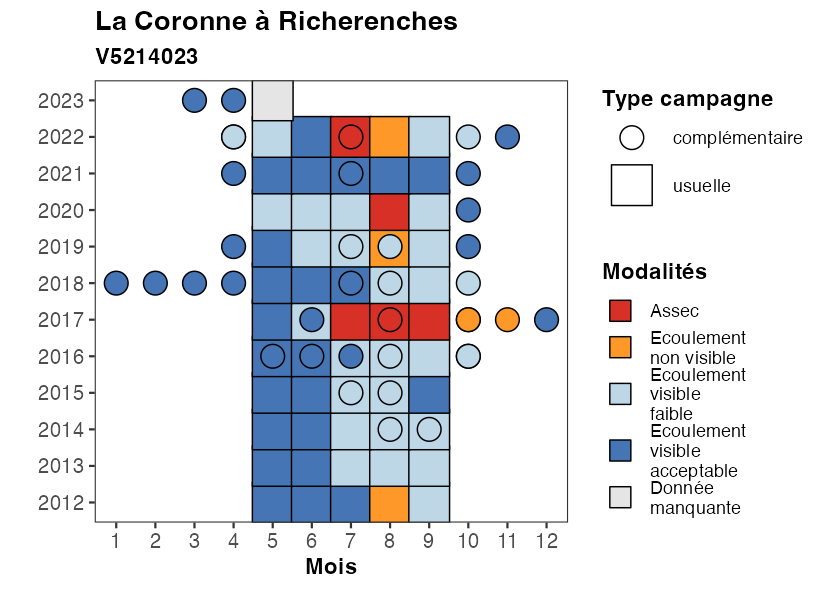 La Coronne à Richerenches
V5214023
2023
2022
2021
2020
2019
2018
2017
2016
2015
2014
2013
2012
1 2 3 4 5 6 7 8 9 10 11 12
Mois
Type campagne
complémentaire
usuelle
Modalités
Assec
Ecoulement
non visible
Ecoulement
visible
faible
Ecoulement
visible
acceptable
Donnée
manquante